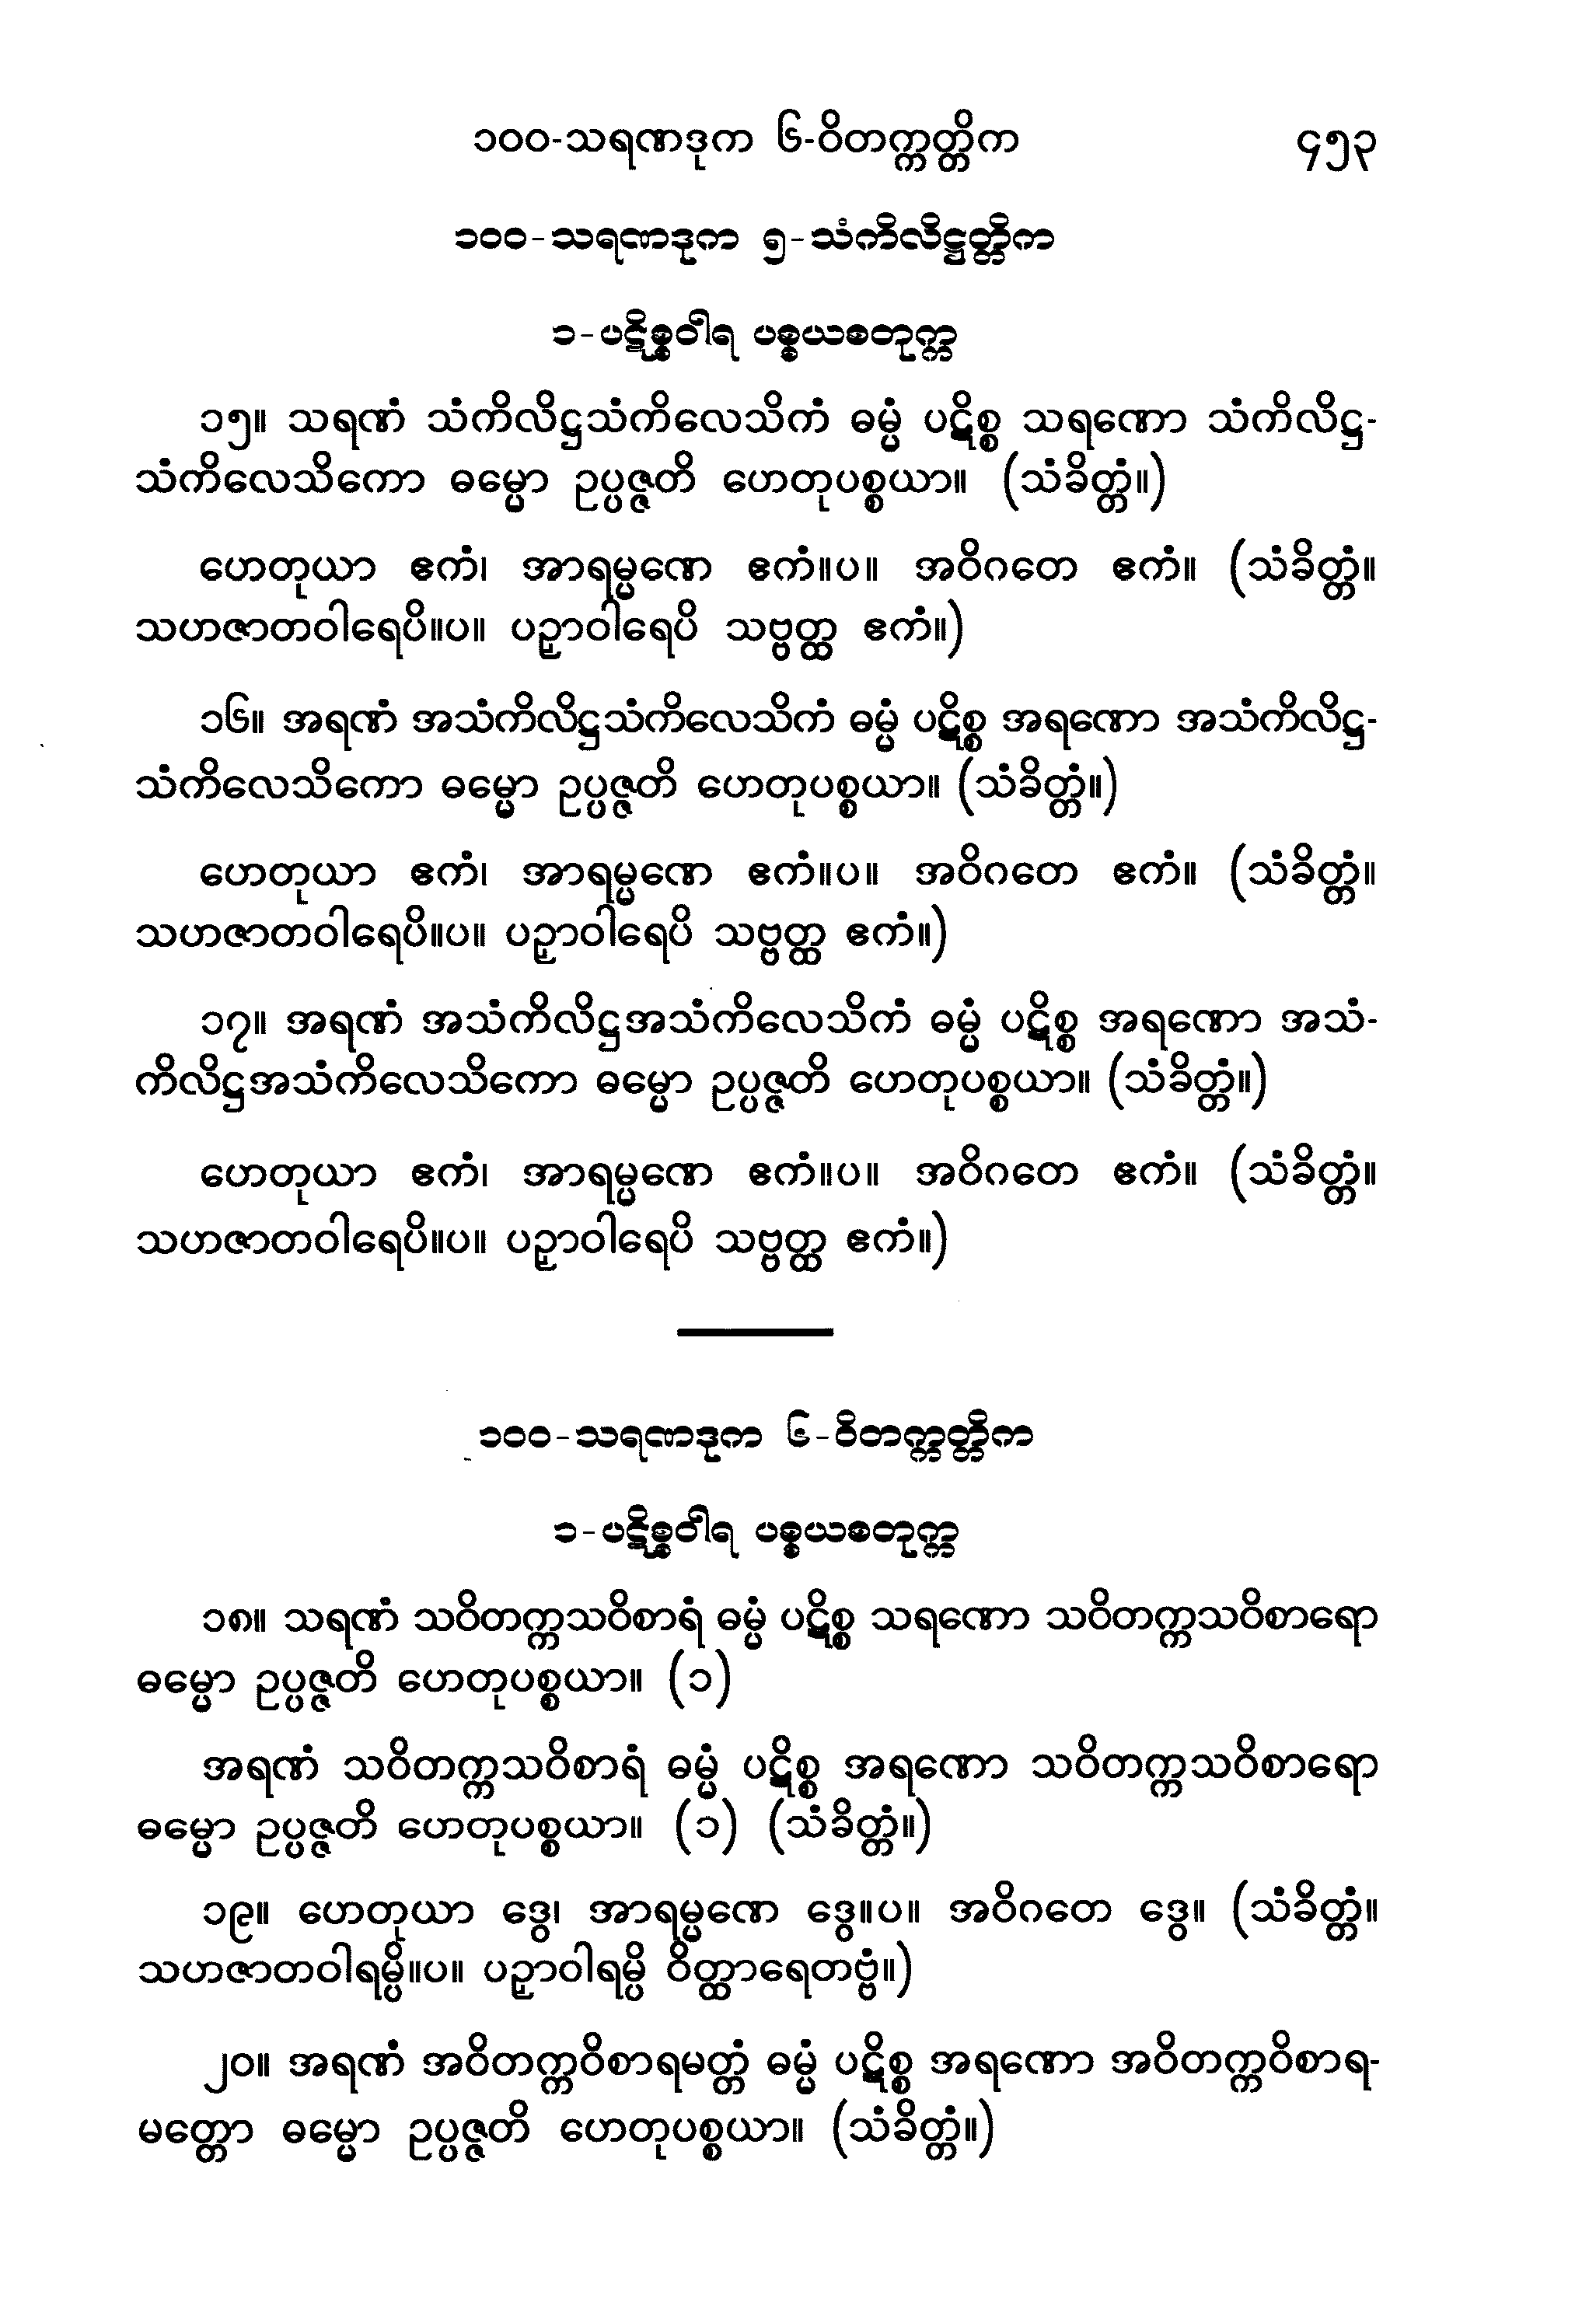 ၁၀၀-သရဏဒုက ၆-ဝိတက္ကတ္တိက ၄၅၃
၁၀၀-သရဏဒုက ၅-သံကိလိဋ္ဌတ္တိက
၁-ပဋိစ္စဝါရ ပစ္စယစတုက္က
၁၅။ သရဏံ သံကိလိဋ္ဌသံကိလေသိကံ ဓမ္မံ ပဋိစ္စ သရဏော သံကိလိဋ္ဌ-
သံကိလေသိကော ဓမ္မော ဥပ္ပဇ္ဇတိ ဟေတုပစ္စယာ။ (သံခိတ္တံ။)
ဟေတုယာ ဧကံ၊ အာရမ္မဏေ ဧကံ။ပ။ အဝိဂတေ ဧကံ။ (သံခိတ္တံ။
သဟဇာတဝါရေပိ။ပ။ ပဉှာဝါရေပိ သဗ္ဗတ္ထ ဧကံ။)
၁၆။ အရဏံ အသံကိလိဋ္ဌသံကိလေသိကံ ဓမ္မံ ပဋိစ္စ အရဏော အသံကိလိဋ္ဌ-
သံကိလေသိကော ဓမ္မော ဥပ္ပဇ္ဇတိ ဟေတုပစ္စယာ။ (သံခိတ္တံ။)
ဟေတုယာ ဧကံ၊ အာရမ္မဏေ ဧကံ။ပ။ အဝိဂတေ ဧကံ။ (သံခိတ္တံ။
သဟဇာတဝါရေပိ။ပ။ ပဉှာဝါရေပိ သဗ္ဗတ္ထ ဧကံ။)
၁၇။ အရဏံ အသံကိလိဋ္ဌအသံကိလေသိကံ ဓမ္မံ ပဋိစ္စ အရဏော အသံ-
ကိလိဋ္ဌအသံကိလေသိကော ဓမ္မော ဥပ္ပဇ္ဇတိ ဟေတုပစ္စယာ။ (သံခိတ္တံ။)
ဟေတုယာ ဧကံ၊ အာရမ္မဏေ ဧကံ။ပ။ အဝိဂတေ ဧကံ။ (သံခိတ္တံ။
သဟဇာတဝါရေပိ။ပ။ ပဉှာဝါရေပိ သဗ္ဗတ္ထ ဧကံ။)
၁၀၀-သရဏဒုက ၆-ဝိတက္ကတ္တိက
၁-ပဋိစ္စဝါရ ပစ္စယစတုက္က
၁၈။ သရဏံ သဝိတက္ကသဝိစာရံ ဓမ္မံ ပဋိစ္စ သရဏော သဝိတက္ကသဝိစာရော
ဓမ္မော ဥပ္ပဇ္ဇတိ ဟေတုပစ္စယာ။ (၁)
အရဏံ သဝိတက္ကသဝိစာရံ ဓမ္မံ ပဋိစ္စ အရဏော သဝိတက္ကသဝိစာရော
ဓမ္မော ဥပ္ပဇ္ဇတိ ဟေတုပစ္စယာ။ (၁) (သံခိတ္တံ။)
၁၉။ ဟေတုယာ ဒွေ၊ အာရမ္မဏေ ဒွေ။ပ။ အဝိဂတေ ဒွေ။ (သံခိတ္တံ။
သဟဇာတဝါရမ္ပိ။ပ။ ပဉှာဝါရမ္ပိ ဝိတ္ထာရေတဗ္ဗံ။)
၂၀။ အရဏံ အဝိတက္ကဝိစာရမတ္တံ ဓမ္မံ ပဋိစ္စ အရဏော အဝိတက္ကဝိစာရ-
မတ္တော ဓမ္မော ဥပ္ပဇ္ဇတိ ဟေတုပစ္စယာ။ (သံခိတ္တံ။)